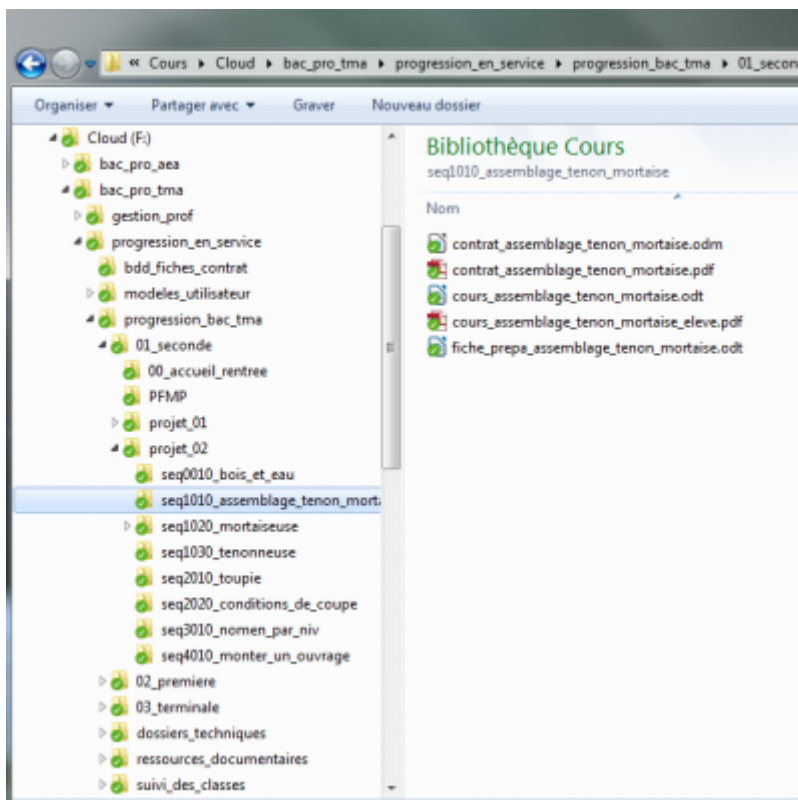 « Cours ▸ Cloud ▸ bac_pro_tma ▸ progression_en_service ▸ progression_bac_tma ▸ 01_secon
Organiser Partager avec Graver Nouveau dossier
Cloud (F:)
bac_pro_aea
bac_pro_tma
gestion_prof
progression_en_service
bdd_fiches_contrat
modeles_utilisateur
progression_bac_tma
01_seconde
00_accueil_rentree
PFMP
projet_01
projet_02
seq0010_bois_et_eau
seq1010_assemblage_tenon_morta
seq1020_mortaiseuse
seq1030_tenonneuse
seq2010_toupie
seq2020_conditions_de_coupe
seq3010_nomen_par_niv
seq4010_monter_un_ouvrage
02_premiere
03_terminale
dossiers_techniques
ressources_documentaires
suivi_des_classes
Bibliothèque Cours
seq1010_assemblage_tenon_mortaise
Nom
contrat_assemblage_tenon_mortaise.odm
contrat_assemblage_tenon_mortaise.pdf
cours_assemblage_tenon_mortaise.odt
cours_assemblage_tenon_mortaise_eleve.pdf
fiche_prepa_assemblage_tenon_mortaise.odt